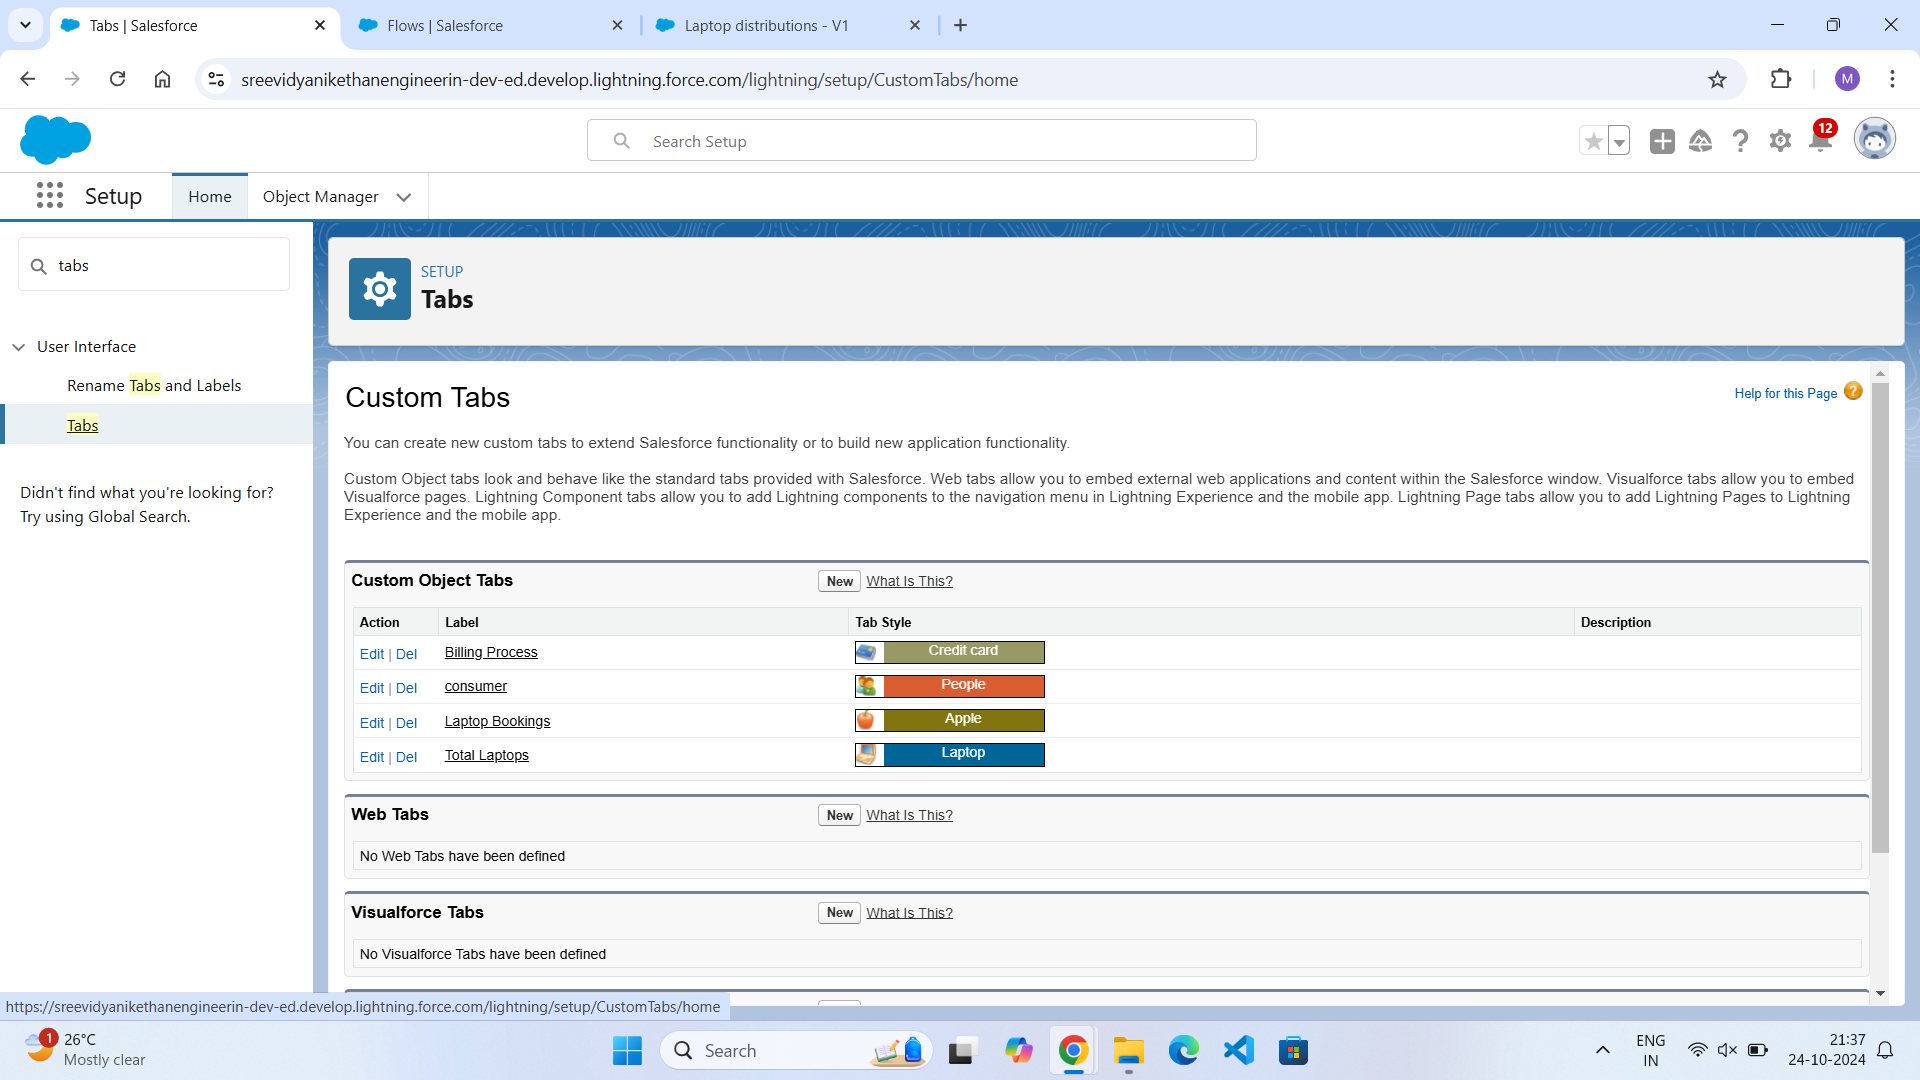 Tabs | Salesforce
Flows | Salesforce
Laptop distributions - V1
sreevidyanikethanengineerin-dev-ed.develop.lightning.force.com/lightning/setup/CustomTabs/home
M
Search Setup
12
Setup
Home
Object Manager
tabs
User Interface
Rename Tabs and Labels
Tabs
Didn't find what you're looking for?
Try using Global Search.
SETUP
Tabs
Custom Tabs
Help for this Page ?
You can create new custom tabs to extend Salesforce functionality or to build new application functionality.
Custom Object tabs look and behave like the standard tabs provided with Salesforce. Web tabs allow you to embed external web applications and content within the Salesforce window. Visualforce tabs allow you to embed
Visualforce pages. Lightning Component tabs allow you to add Lightning components to the navigation menu in Lightning Experience and the mobile app. Lightning Page tabs allow you to add Lightning Pages to Lightning
Experience and the mobile app.
Custom Object Tabs New What Is This?
Action Label Tab Style Description
Edit | Del Billing Process Credit card
Edit | Del consumer People
Edit | Del Laptop Bookings Apple
Edit | Del Total Laptops Laptop
Web Tabs New What Is This?
No Web Tabs have been defined
Visualforce Tabs New What Is This?
No Visualforce Tabs have been defined
https://sreevidyanikethanengineerin-dev-ed.develop.lightning.force.com/lightning/setup/CustomTabs/home
1
26°C
Mostly clear
Search
ENG
IN
21:37
24-10-2024